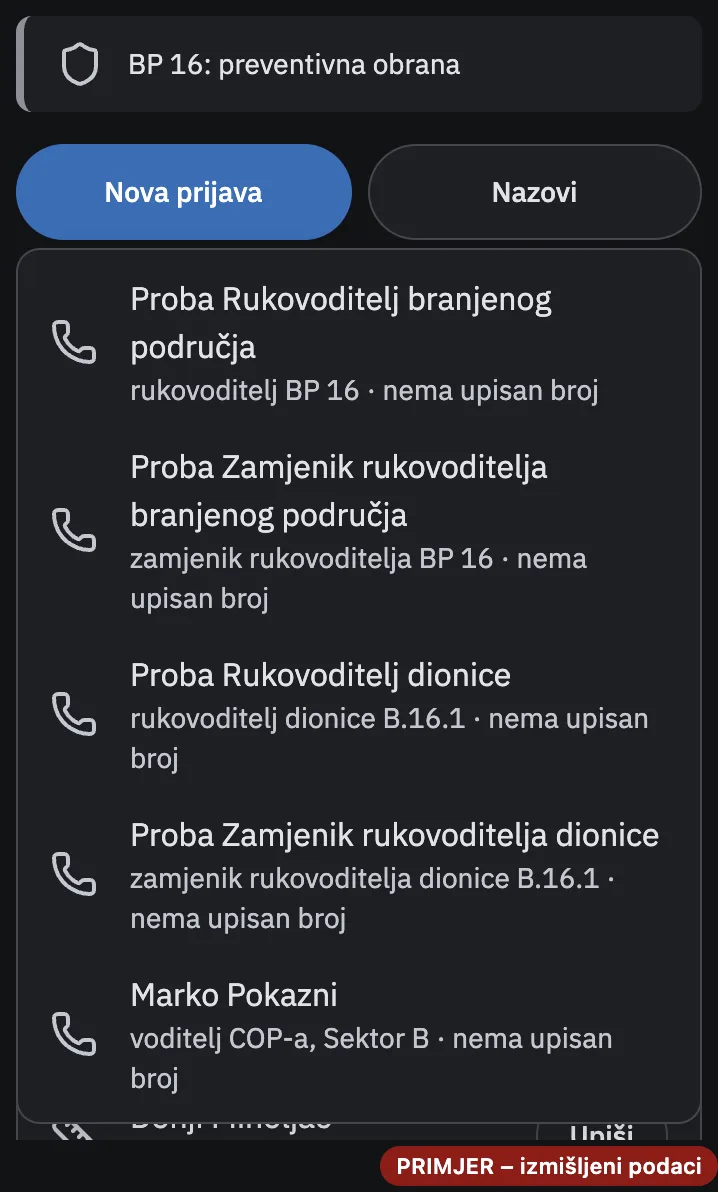 BP 16: preventivna obrana
Nova prijava
Nazovi
Proba Rukovoditelj branjenog
područja
rukovoditelj BP 16 · nema upisan broj
Proba Zamjenik rukovoditelja
branjenog područja
zamjenik rukovoditelja BP 16 · nema
upisan broj
Proba Rukovoditelj dionice
rukovoditelj dionice B.16.1 · nema upisan
broj
Proba Zamjenik rukovoditelja dionice
zamjenik rukovoditelja dionice B.16.1 ·
nema upisan broj
Marko Pokazni
voditelj COP-a, Sektor B · nema upisan
broj
Upiši
PRIMJER – izmišljeni podaci